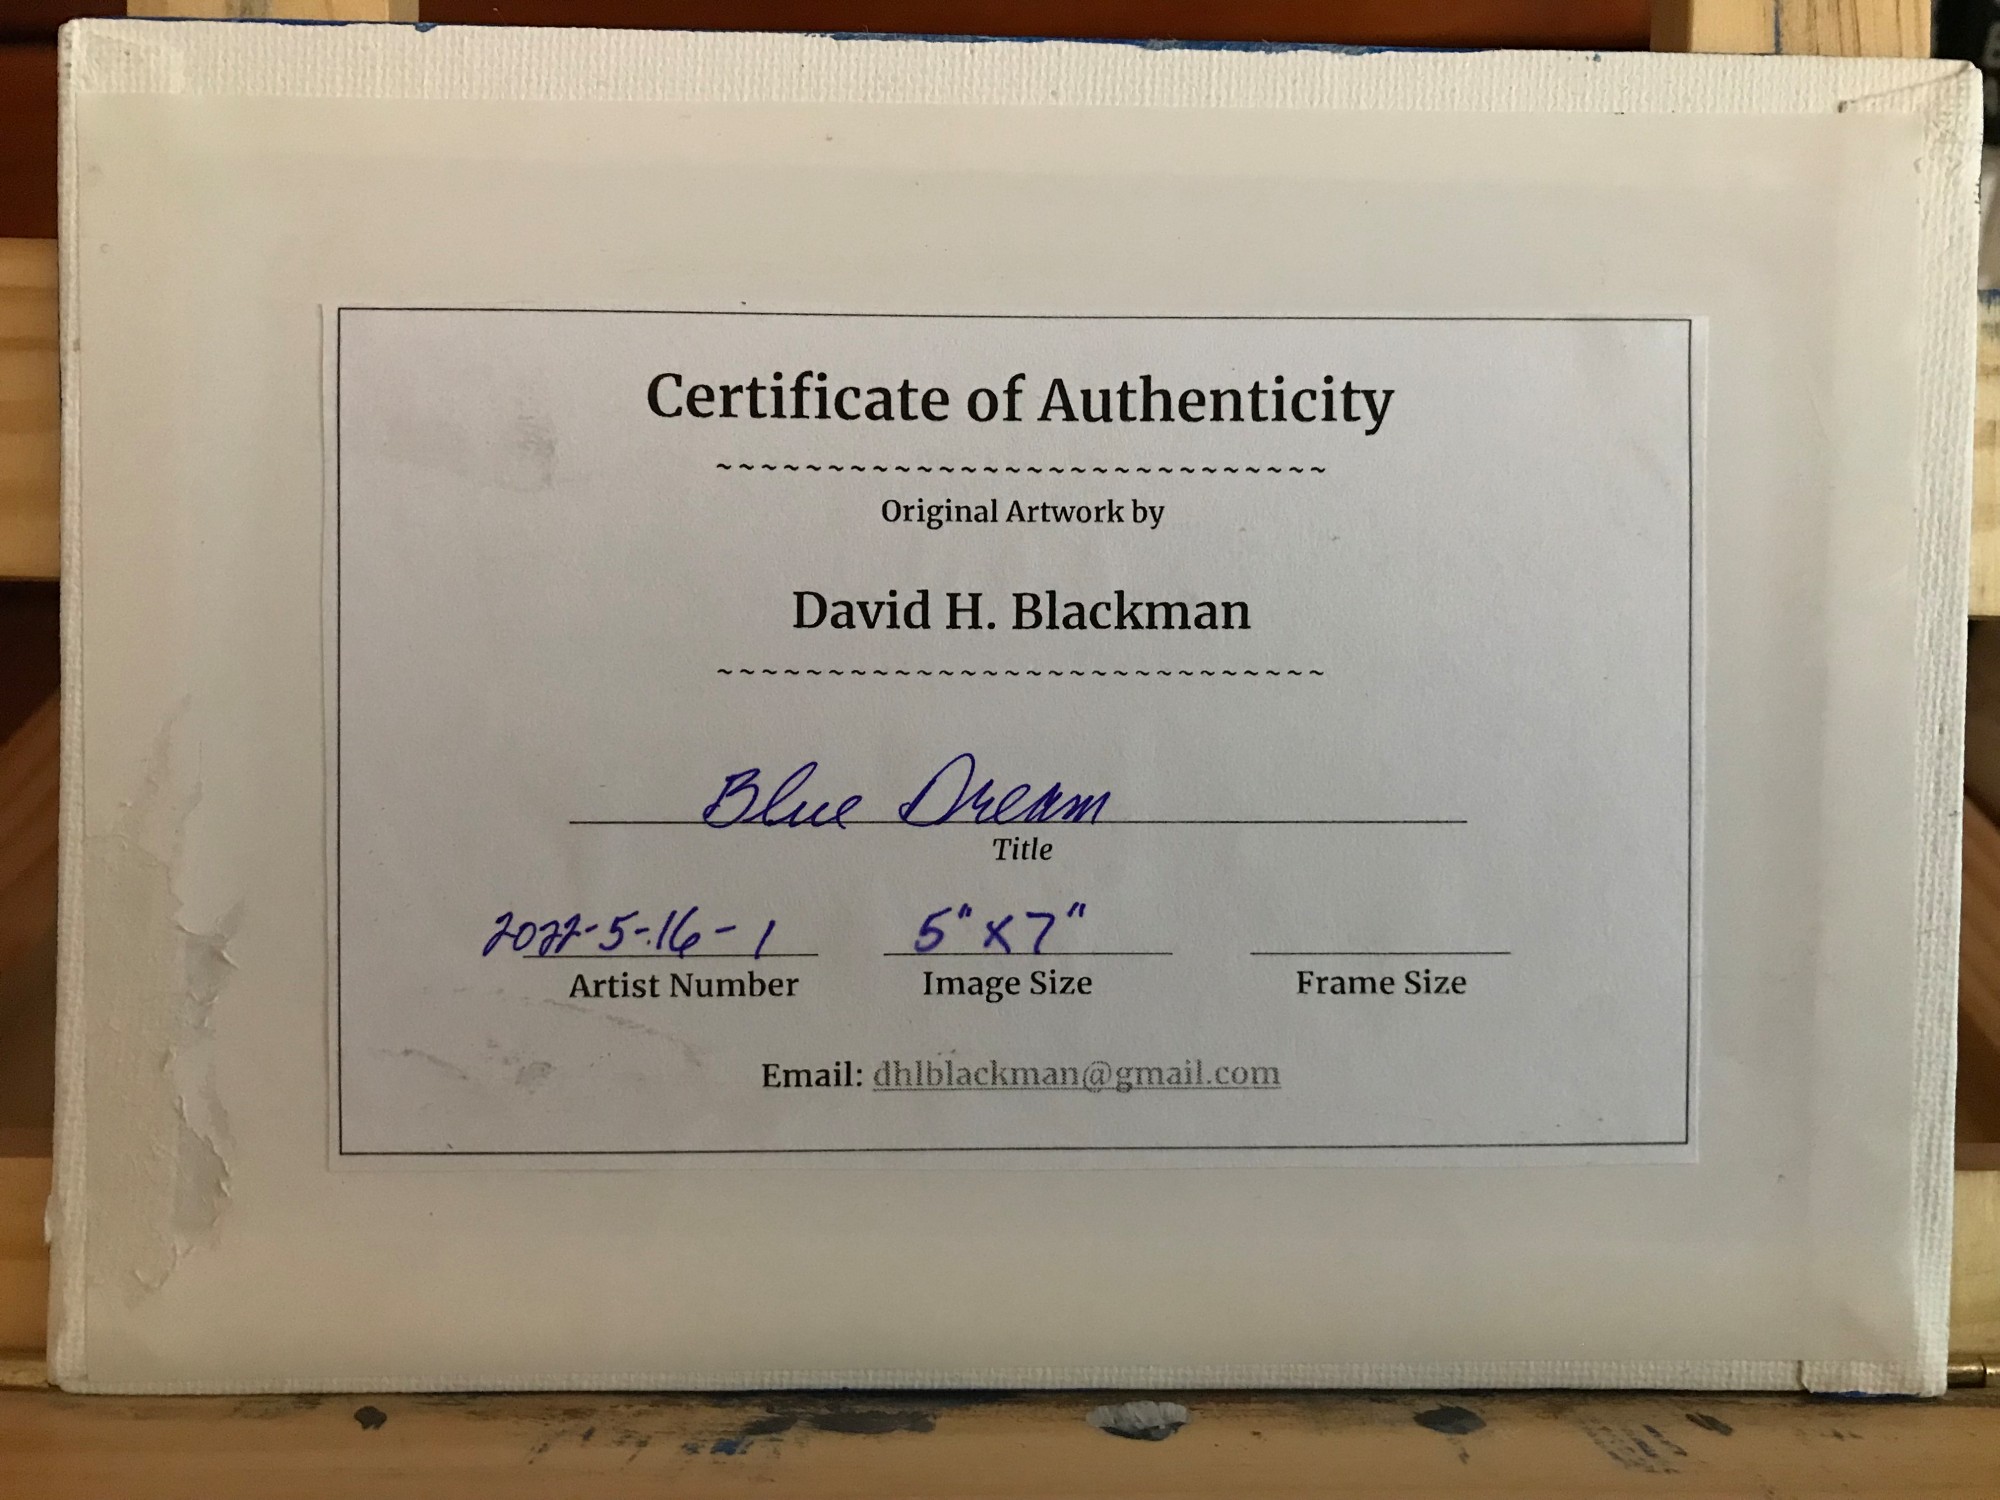 Certificate of Authenticity
~~~~~~~~~~~~~~~~~~~~~~~~~~~~
Original Artwork by
David H. Blackman
~~~~~~~~~~~~~~~~~~~~~~~~~~~~
Blue Dream
Title
2022-5-16-1 5" x 7"
Artist Number Image Size Frame Size
Email: dhlblackman@gmail.com